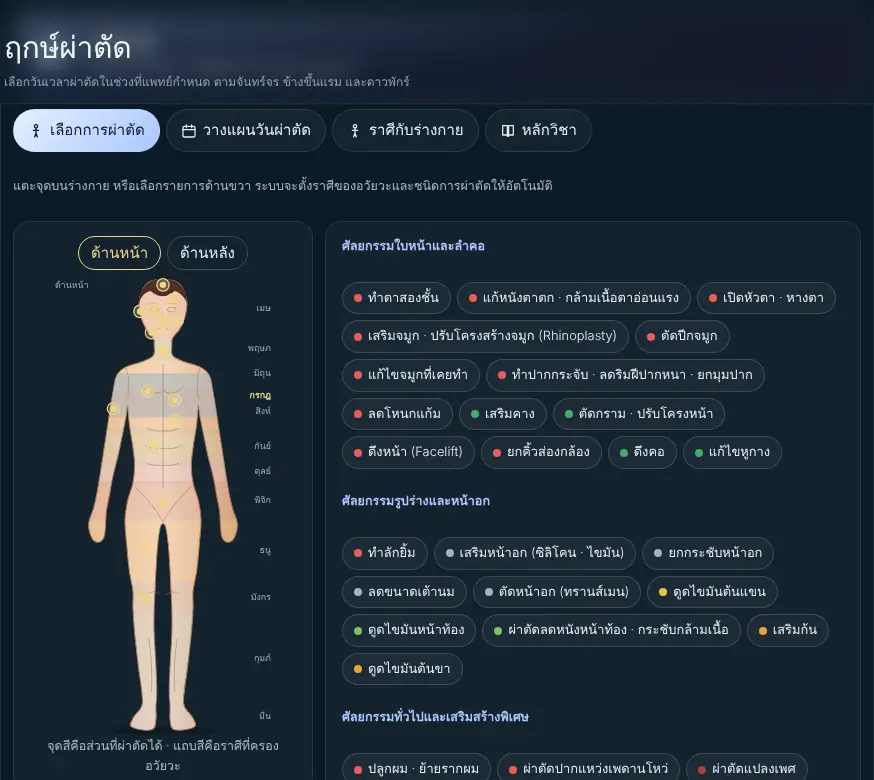 ฤกษ์ผ่าตัด
เลือกวันเวลาผ่าตัดในช่วงที่แพทย์กำหนด ตามจันทร์จร ข้างขึ้นแรม และดาวพักร์
เลือกการผ่าตัด วางแผนวันผ่าตัด ราศีกับร่างกาย หลักวิชา
แตะจุดบนร่างกาย หรือเลือกรายการด้านขวา ระบบจะตั้งราศีของอวัยวะและชนิดการผ่าตัดให้อัตโนมัติ
ด้านหน้า ด้านหลัง
ด้านหน้า
เมษ
พฤษภ
มิถุน
กรกฎ
สิงห์
กันย์
ตุลย์
พิจิก
ธนู
มังกร
กุมภ์
มีน
จุดสีคือส่วนที่ผ่าตัดได้ · แถบสีคือราศีที่ครอง
อวัยวะ
ศัลยกรรมใบหน้าและลำคอ
ทำตาสองชั้น แก้หนังตาตก · กล้ามเนื้อตาอ่อนแรง เปิดหัวตา · หางตา
เสริมจมูก · ปรับโครงสร้างจมูก (Rhinoplasty) ตัดปีกจมูก
แก้ไขจมูกที่เคยทำ ทำปากกระจับ · ลดริมฝีปากหนา · ยกมุมปาก
ลดโหนกแก้ม เสริมคาง ตัดกราม · ปรับโครงหน้า
ดึงหน้า (Facelift) ยกคิ้วส่องกล้อง ดึงคอ แก้ไขหูกาง
ศัลยกรรมรูปร่างและหน้าอก
ทำลักยิ้ม เสริมหน้าอก (ซิลิโคน · ไขมัน) ยกกระชับหน้าอก
ลดขนาดเต้านม ตัดหน้าอก (ทรานส์เมน) ดูดไขมันต้นแขน
ดูดไขมันหน้าท้อง ผ่าตัดลดหนังหน้าท้อง · กระชับกล้ามเนื้อ เสริมก้น
ดูดไขมันต้นขา
ศัลยกรรมทั่วไปและเสริมสร้างพิเศษ
ปลูกผม · ย้ายรากผม ผ่าตัดปากแหว่งเพดานโหว่ ผ่าตัดแปลงเพศ